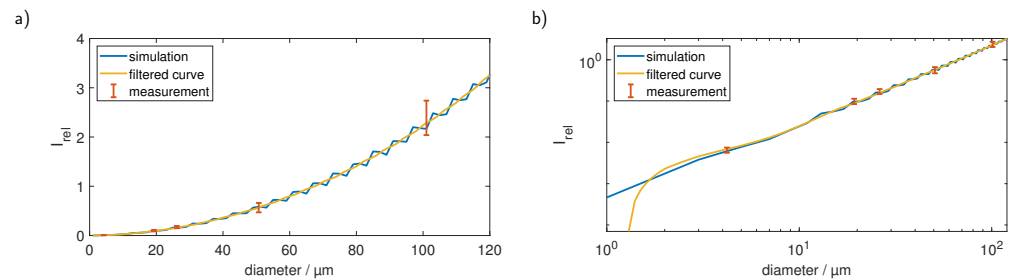 a)
I_rel
4
3
2
1
0
simulation
filtered curve
measurement
0 20 40 60 80 100 120
diameter / µm
b)
I_rel
10^0
simulation
filtered curve
measurement
10^0 10^1 10^2
diameter / µm